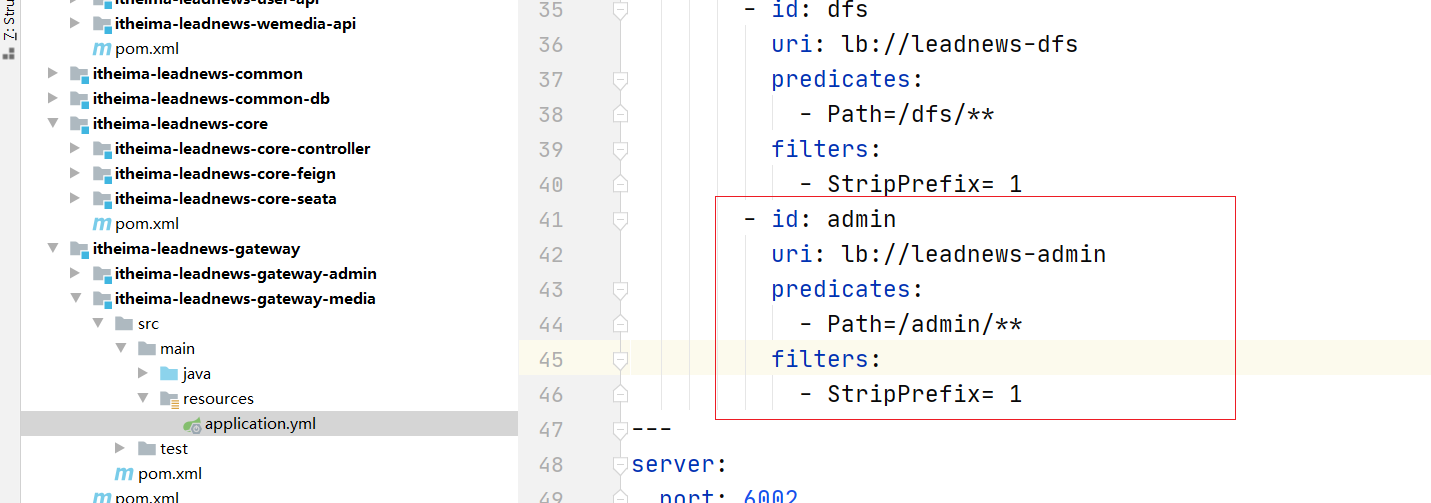 Z: Stru
itheima-leadnews-user-api
itheima-leadnews-wemedia-api
pom.xml
itheima-leadnews-common
itheima-leadnews-common-db
itheima-leadnews-core
itheima-leadnews-core-controller
itheima-leadnews-core-feign
itheima-leadnews-core-seata
pom.xml
itheima-leadnews-gateway
itheima-leadnews-gateway-admin
itheima-leadnews-gateway-media
src
main
java
resources
application.yml
test
pom.xml
pom.xml
35 - id: dfs
36 uri: lb://leadnews-dfs
37 predicates:
38 - Path=/dfs/**
39 filters:
40 - StripPrefix= 1
41 - id: admin
42 uri: lb://leadnews-admin
43 predicates:
44 - Path=/admin/**
45 filters:
46 - StripPrefix= 1
47 ---
48 server:
49 port: 6002